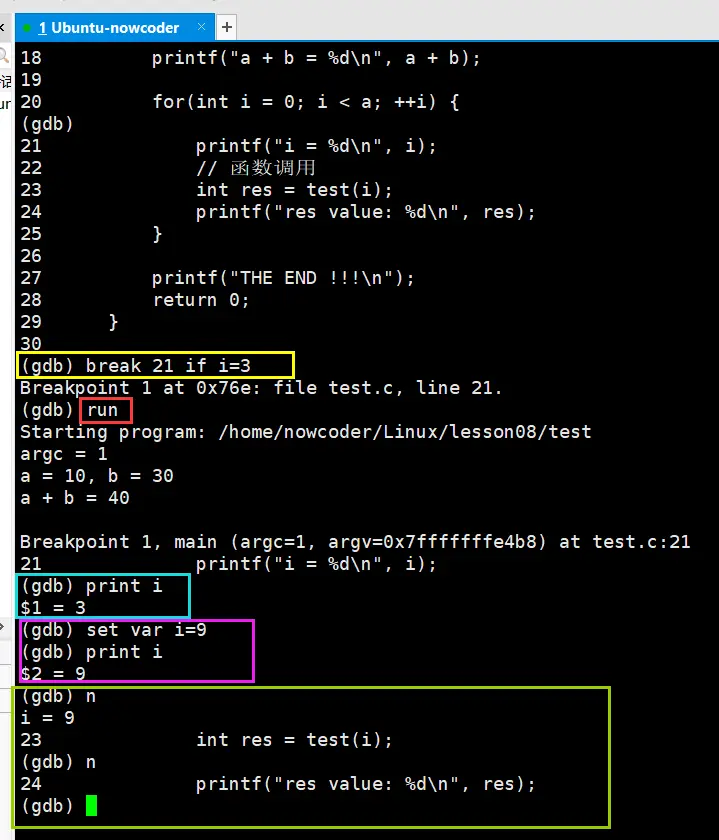 1 Ubuntu-nowcoder × +
18          printf("a + b = %d\n", a + b);
19
20          for(int i = 0; i < a; ++i) {
(gdb)
21              printf("i = %d\n", i);
22              // 函数调用
23              int res = test(i);
24              printf("res value: %d\n", res);
25          }
26
27          printf("THE END !!!\n");
28          return 0;
29      }
30
(gdb) break 21 if i=3
Breakpoint 1 at 0x76e: file test.c, line 21.
(gdb) run
Starting program: /home/nowcoder/Linux/lesson08/test
argc = 1
a = 10, b = 30
a + b = 40
Breakpoint 1, main (argc=1, argv=0x7fffffffe4b8) at test.c:21
21              printf("i = %d\n", i);
(gdb) print i
$1 = 3
(gdb) set var i=9
(gdb) print i
$2 = 9
(gdb) n
i = 9
23              int res = test(i);
(gdb) n
24              printf("res value: %d\n", res);
(gdb)